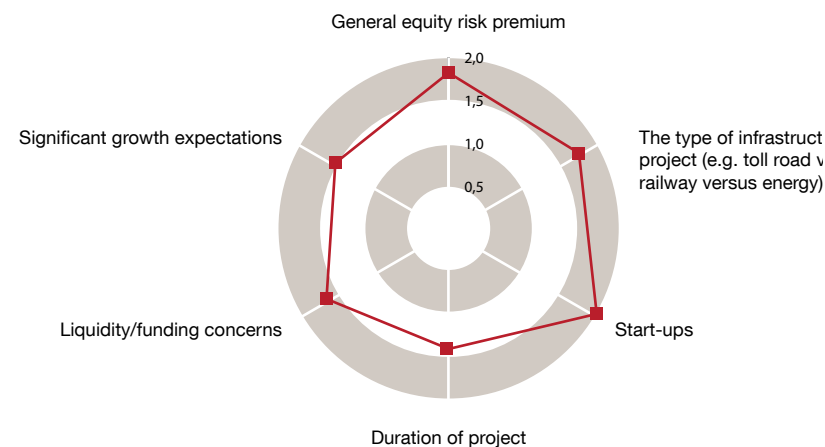 General equity risk premium
2,0
1,5
1,0
0,5
Significant growth expectations
The type of infrastruct
project (e.g. toll road v
railway versus energy)
Liquidity/funding concerns
Start-ups
Duration of project